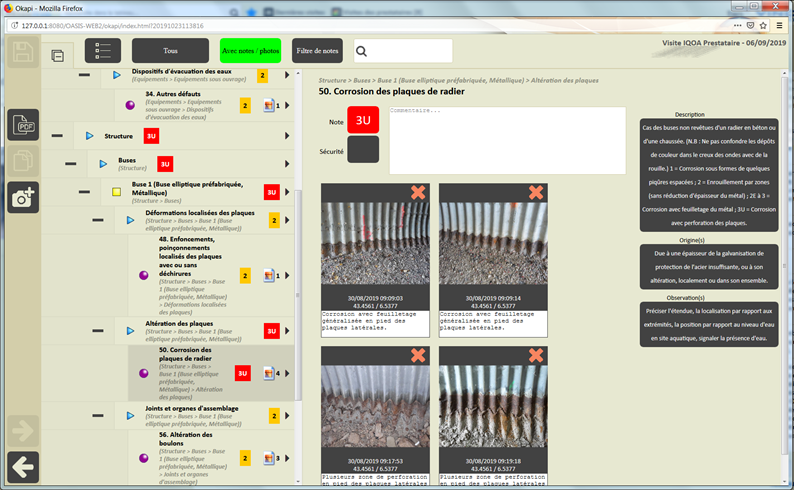 Okapi - Mozilla Firefox
Okapi
127.0.0.1:8080/OASIS-WEB2/okapi/index.html?20191023113816
Tous
Avec notes / photos
Filtre de notes
Visite IQOA Prestataire - 06/09/2019
Dispositifs d'évacuation des eaux
(Equipements > Equipements sous ouvrage)
2
34. Autres défauts
(Equipements > Equipements
sous ouvrage > Dispositifs
d'évacuation des eaux)
2
1
Structure
3U
Buses
(Structure)
3U
Buse 1 (Buse elliptique préfabriquée,
Métallique)
(Structure > Buses)
3U
Déformations localisées des plaques
(Structure > Buses > Buse 1 (Buse
elliptique préfabriquée, Métallique))
2
48. Enfoncements,
poinçonnements
localisés des plaques
avec ou sans
déchirures
(Structure > Buses >
Buse 1 (Buse elliptique
préfabriquée, Métallique)
> Déformations localisées
des plaques)
2
1
Altération des plaques
(Structure > Buses > Buse 1 (Buse
elliptique préfabriquée, Métallique))
3U
50. Corrosion des
plaques de radier
(Structure > Buses >
Buse 1 (Buse elliptique
préfabriquée,
Métallique) > Altération
des plaques)
3U
4
Joints et organes d'assemblage
(Structure > Buses > Buse 1 (Buse
elliptique préfabriquée, Métallique))
2
56. Altération des
boulons
(Structure > Buses >
Buse 1 (Buse elliptique
préfabriquée, Métallique)
> Joints et organes
d'assemblage)
2
3
PDF
Structure > Buses > Buse 1 (Buse elliptique préfabriquée, Métallique) > Altération des plaques
50. Corrosion des plaques de radier
Note
3U
Commentaire...
Sécurité
30/08/2019 09:09:03
43.4561 / 6.5377
Corrosion avec feuilletage
généralisée en pied des
plaques latérales.
30/08/2019 09:09:14
43.4561 / 6.5377
Corrosion avec feuilletage
généralisée en pied des
plaques latérales.
30/08/2019 09:17:53
43.4561 / 6.5377
Plusieurs zone de perforation
en pied des plaques latérales
30/08/2019 09:19:18
43.4561 / 6.5377
Plusieurs zone de perforation
en pied des plaques latérales
Description
Cas des buses non revêtues d'un radier en béton ou
d'une chaussée. (N.B : Ne pas confondre les dépôts
de couleur dans le creux des ondes avec de la
rouille.) 1 = Corrosion sous formes de quelques
piqûres espacées ; 2 = Enrouillement par zones
(sans réduction d'épaisseur du métal) ; 2E à 3 =
Corrosion avec feuilletage du métal ; 3U = Corrosion
avec perforation des plaques.
Origine(s)
Due à une épaisseur de la galvanisation de
protection de l'acier insuffisante, ou à son
altération, localement ou dans son ensemble.
Observation(s)
Préciser l'étendue, la localisation par rapport aux
extrémités, la position par rapport au niveau d'eau
en site aquatique, signaler la présence d'eau.